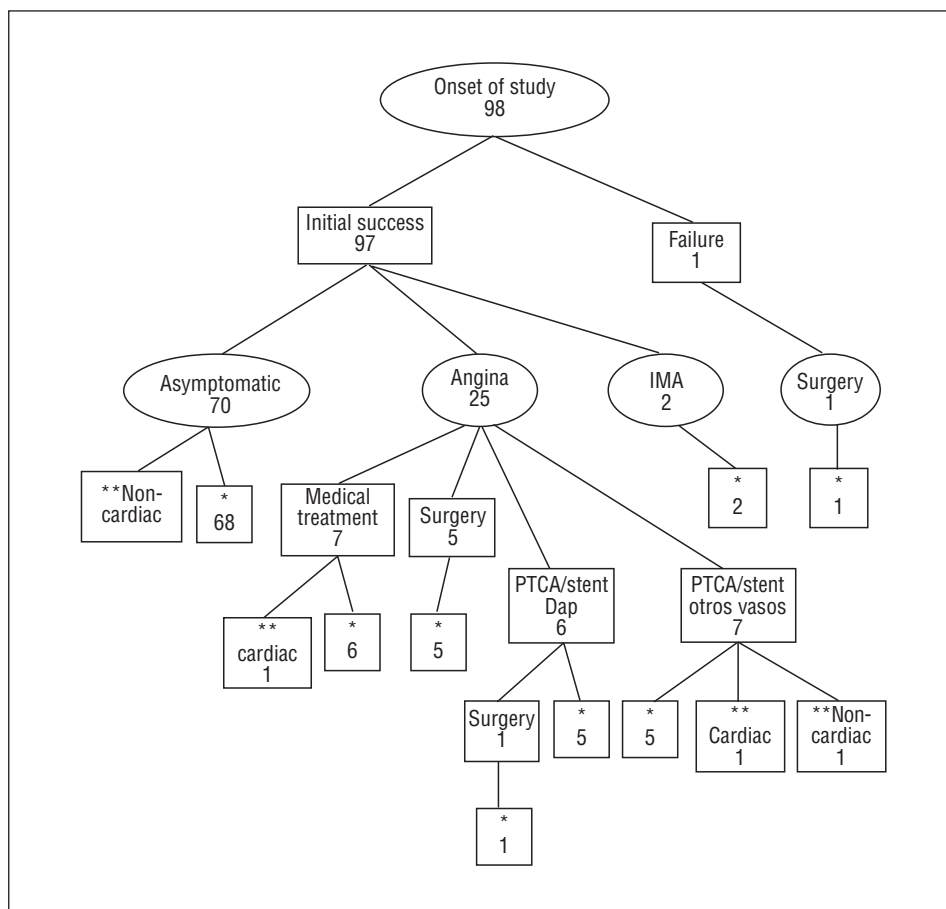 Onset of study
98
Initial success
97
Failure
1
Asymptomatic
70
Angina
25
IMA
2
Surgery
1
**Non-
cardiac
*
68
Medical
treatment
7
Surgery
5
*
2
*
1
PTCA/stent
Dap
6
PTCA/stent
otros vasos
7
**
cardiac
1
*
6
*
5
Surgery
1
*
5
*
5
**
Cardiac
1
**Non-
cardiac
1
*
1